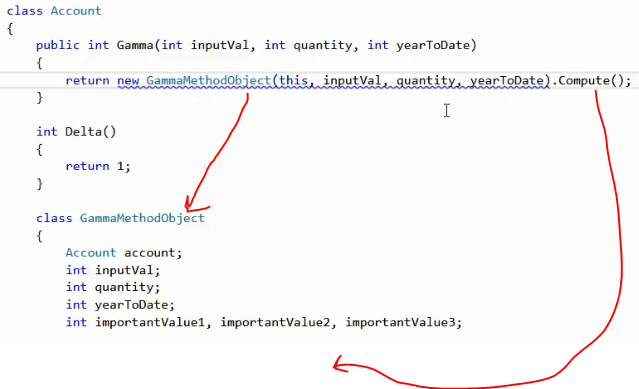 class Account
{
public int Gamma(int inputVal, int quantity, int yearToDate)
{
return new GammaMethodObject(this, inputVal, quantity, yearToDate).Compute();
}
int Delta()
{
return 1;
}
class GammaMethodObject
{
Account account;
int inputVal;
int quantity;
int yearToDate;
int importantValue1, importantValue2, importantValue3;